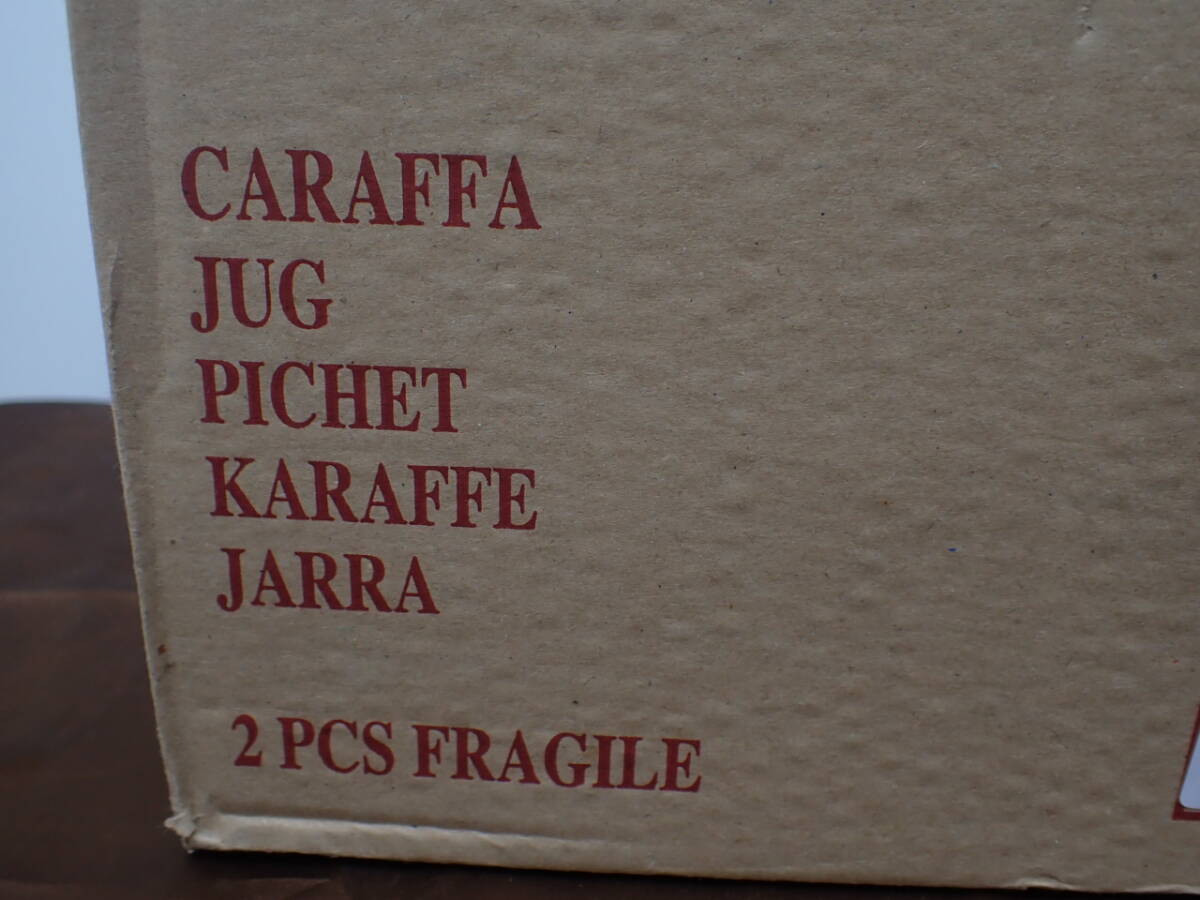 CARAFFA
JUG
PICHET
KARAFFE
JARRA
2 PCS FRAGILE